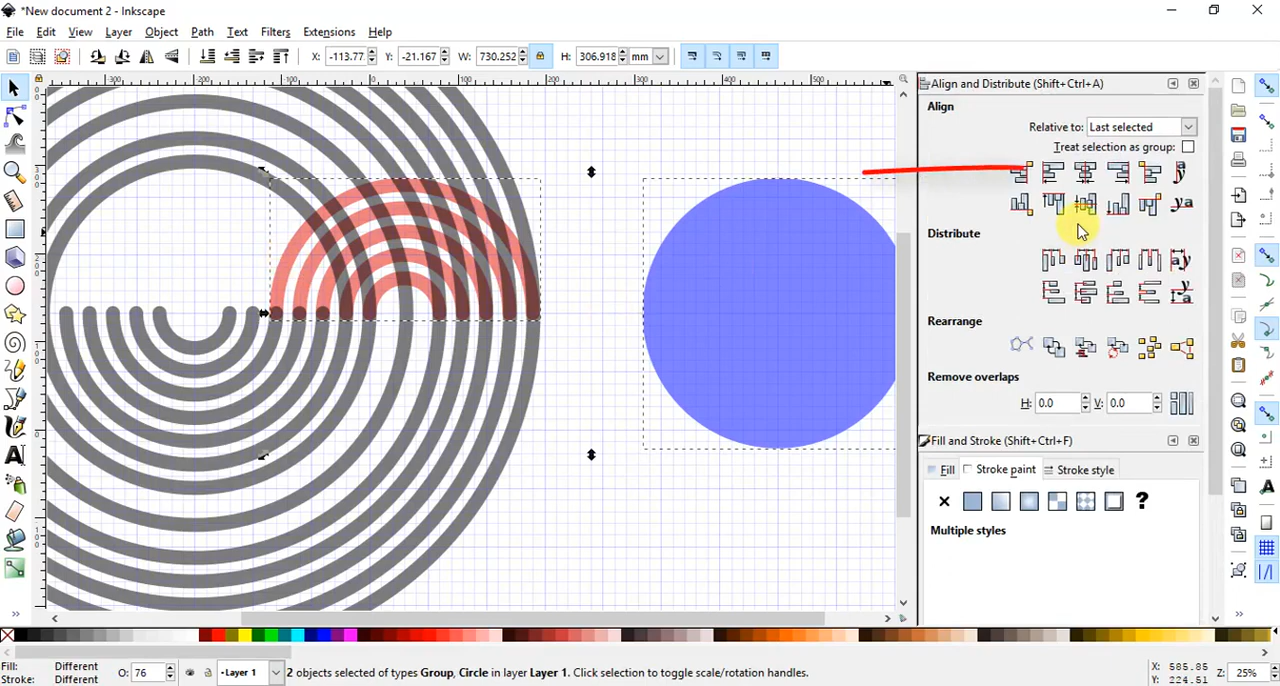 *New document 2 - Inkscape
File Edit View Layer Object Path Text Filters Extensions Help
X: -113.77 Y: -21.167 W: 730.252 H: 306.918 mm
Align and Distribute (Shift+Ctrl+A)
Align
Relative to: Last selected
Treat selection as group:
Distribute
Rearrange
Remove overlaps
H: 0.0 V: 0.0
Fill and Stroke (Shift+Ctrl+F)
Fill Stroke paint Stroke style
Multiple styles
Fill: Different
Stroke: Different
O: 76
Layer 1
2 objects selected of types Group, Circle in layer Layer 1. Click selection to toggle scale/rotation handles.
X: 585.85
Y: 224.51
Z: 25%